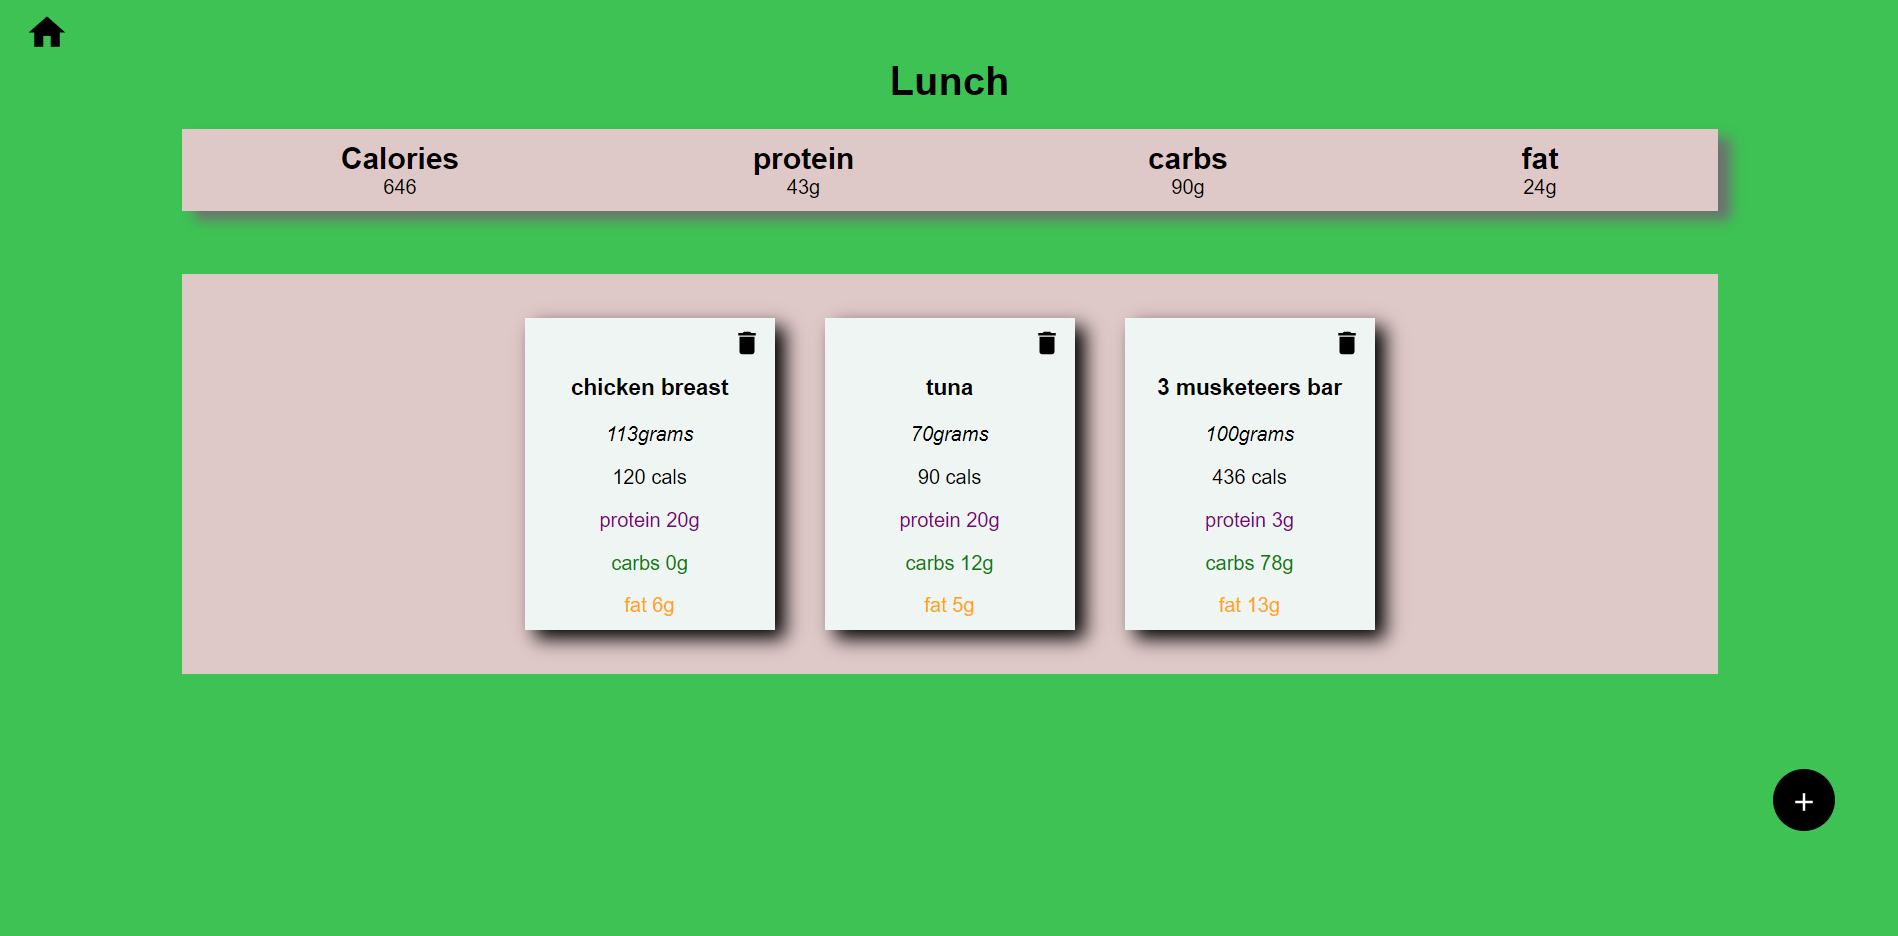 Lunch
Calories
646
protein
43g
carbs
90g
fat
24g
chicken breast
113grams
120 cals
protein 20g
carbs 0g
fat 6g
tuna
70grams
90 cals
protein 20g
carbs 12g
fat 5g
3 musketeers bar
100grams
436 cals
protein 3g
carbs 78g
fat 13g
+